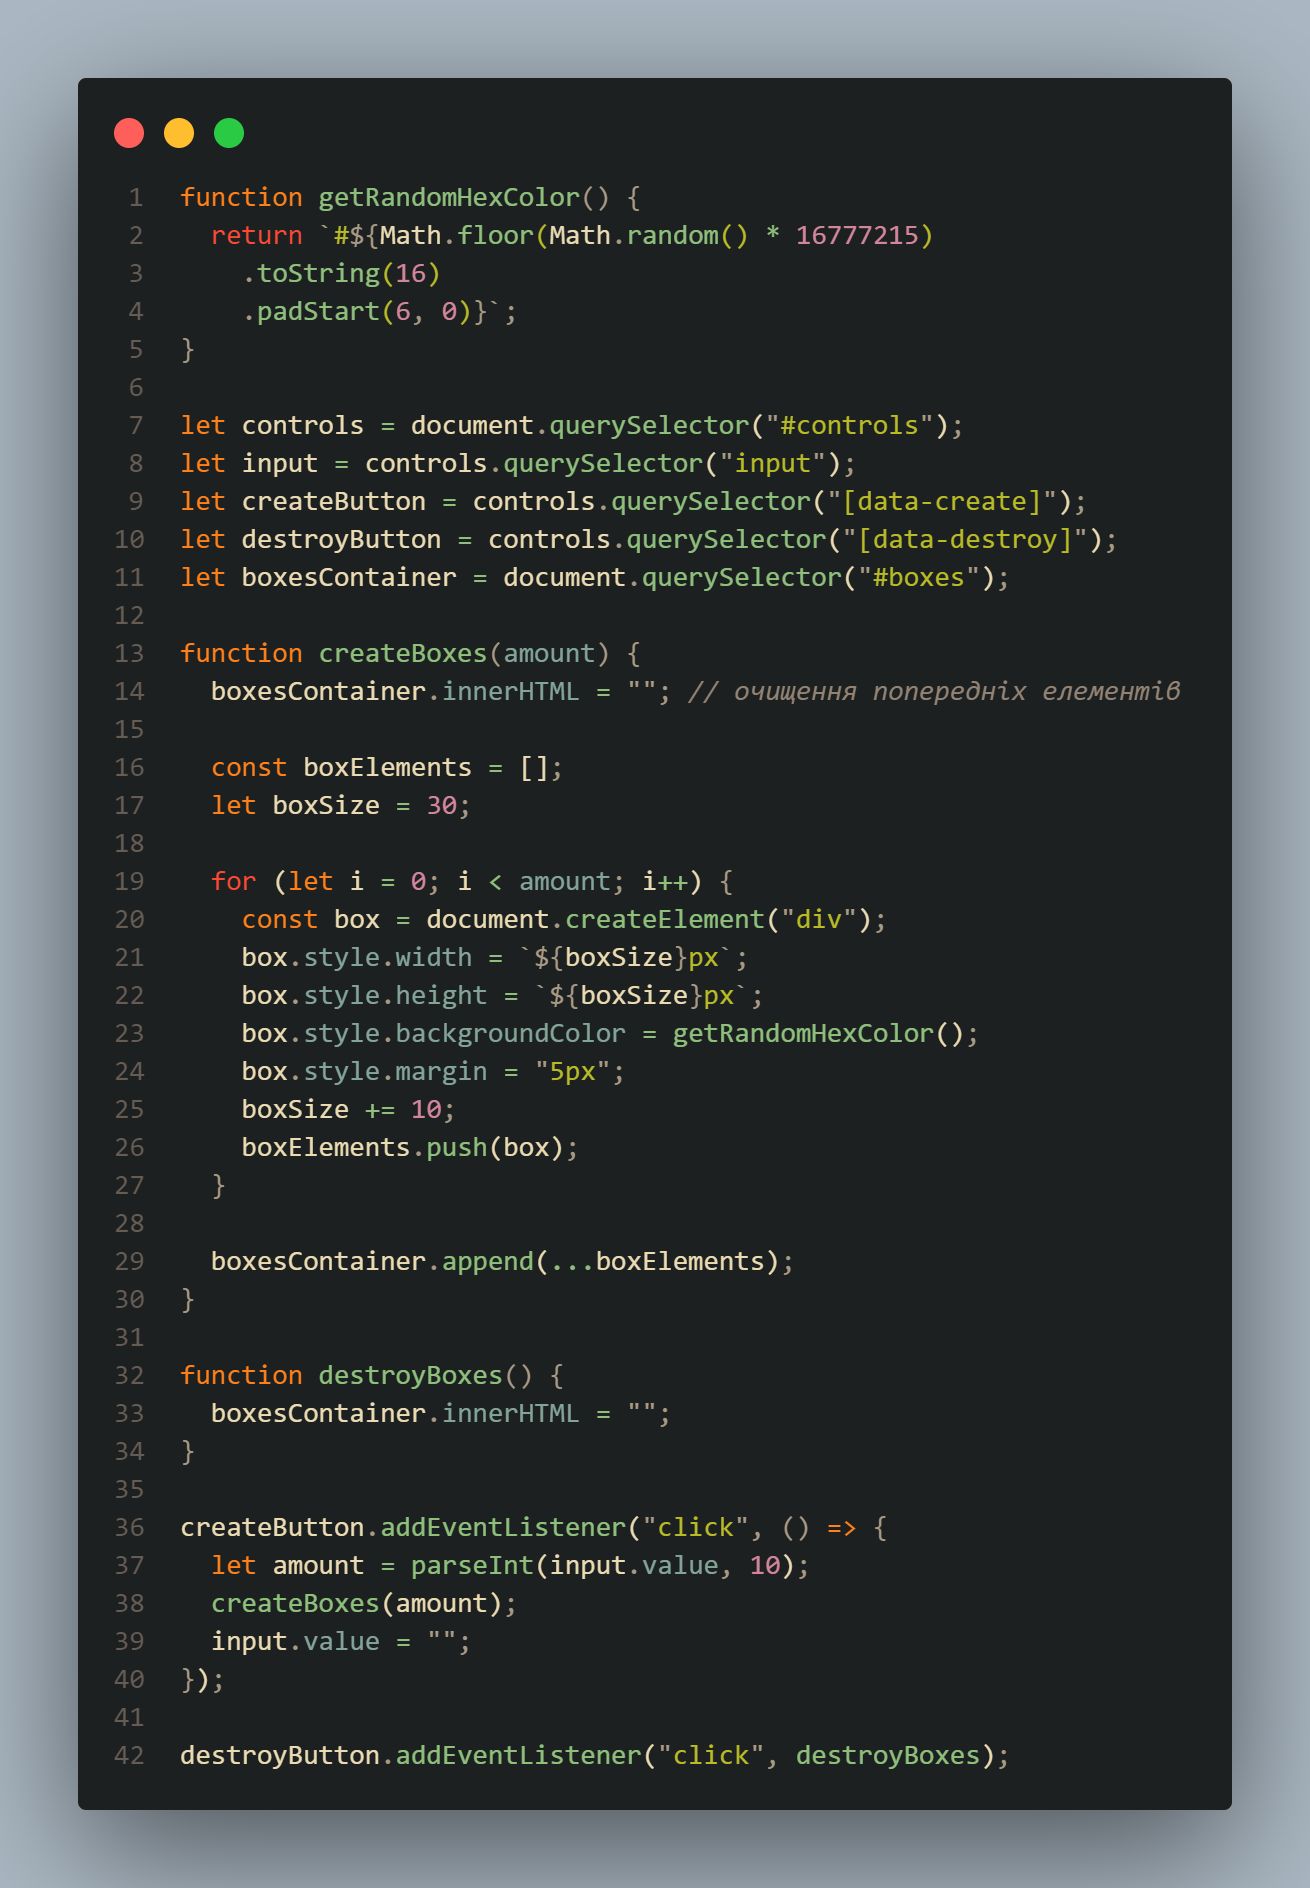 1 function getRandomHexColor() {
2   return `#${Math.floor(Math.random() * 16777215)
3     .toString(16)
4     .padStart(6, 0)}`;
5 }
6
7 let controls = document.querySelector("#controls");
8 let input = controls.querySelector("input");
9 let createButton = controls.querySelector("[data-create]");
10 let destroyButton = controls.querySelector("[data-destroy]");
11 let boxesContainer = document.querySelector("#boxes");
12
13 function createBoxes(amount) {
14   boxesContainer.innerHTML = ""; // очищення попередніх елементів
15
16   const boxElements = [];
17   let boxSize = 30;
18
19   for (let i = 0; i < amount; i++) {
20     const box = document.createElement("div");
21     box.style.width = `${boxSize}px`;
22     box.style.height = `${boxSize}px`;
23     box.style.backgroundColor = getRandomHexColor();
24     box.style.margin = "5px";
25     boxSize += 10;
26     boxElements.push(box);
27   }
28
29   boxesContainer.append(...boxElements);
30 }
31
32 function destroyBoxes() {
33   boxesContainer.innerHTML = "";
34 }
35
36 createButton.addEventListener("click", () => {
37   let amount = parseInt(input.value, 10);
38   createBoxes(amount);
39   input.value = "";
40 });
41
42 destroyButton.addEventListener("click", destroyBoxes);